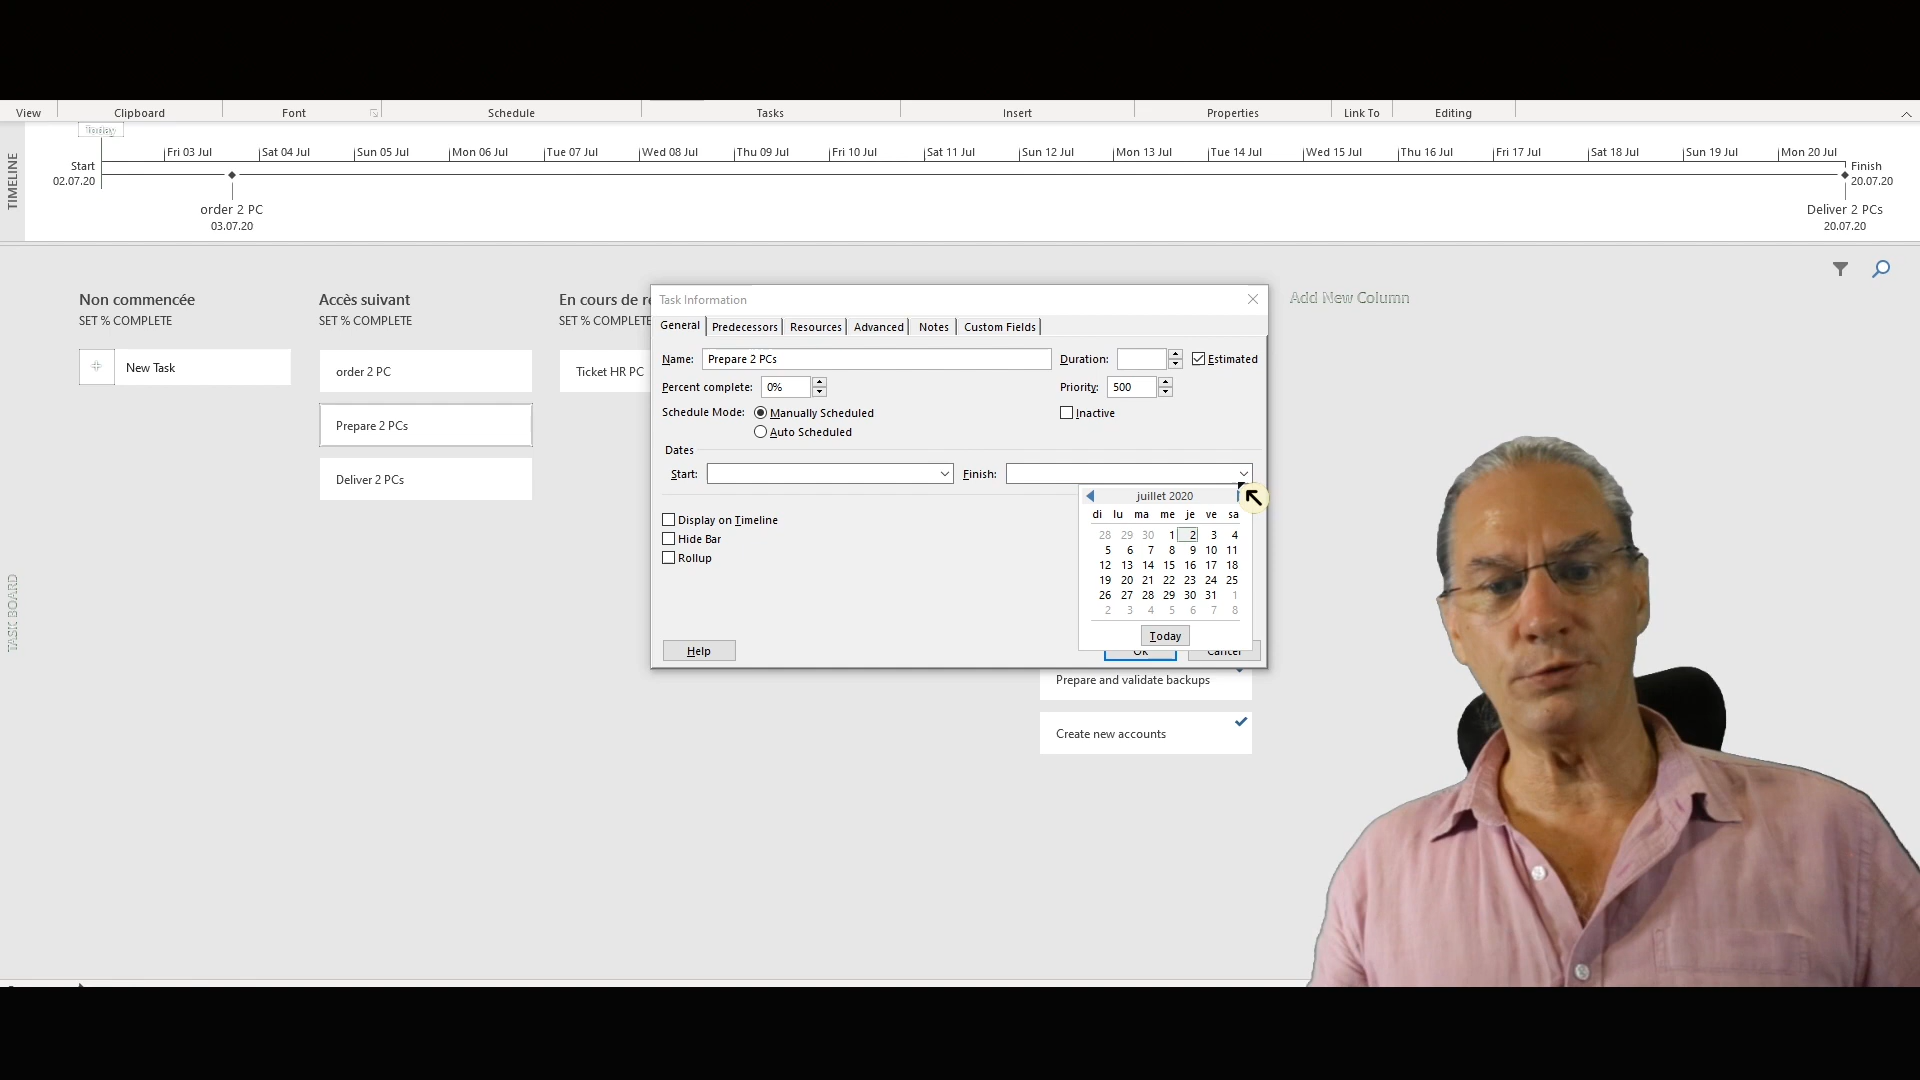 View Clipboard Font Schedule Tasks Insert Properties Link To Editing
Today
TIMELINE
Start
02.07.20
Fri 03 Jul Sat 04 Jul Sun 05 Jul Mon 06 Jul Tue 07 Jul Wed 08 Jul Thu 09 Jul Fri 10 Jul Sat 11 Jul Sun 12 Jul Mon 13 Jul Tue 14 Jul Wed 15 Jul Thu 16 Jul Fri 17 Jul Sat 18 Jul Sun 19 Jul Mon 20 Jul
Finish
20.07.20
order 2 PC
03.07.20
Deliver 2 PCs
20.07.20
TASK BOARD
Non commencée
SET % COMPLETE
New Task
Accès suivant
SET % COMPLETE
order 2 PC
Prepare 2 PCs
Deliver 2 PCs
En cours de
SET % COMPLETE
Ticket HR PC
Add New Column
Task Information
General Predecessors Resources Advanced Notes Custom Fields
Name: Prepare 2 PCs Duration: Estimated
Percent complete: 0% Priority: 500
Schedule Mode: Manually Scheduled Inactive
Auto Scheduled
Dates
Start: Finish:
Display on Timeline
Hide Bar
Rollup
juillet 2020
di lu ma me je ve sa
28 29 30 1 2 3 4
5 6 7 8 9 10 11
12 13 14 15 16 17 18
19 20 21 22 23 24 25
26 27 28 29 30 31 1
2 3 4 5 6 7 8
Today
Help OK Cancel
Prepare and validate backups
Create new accounts